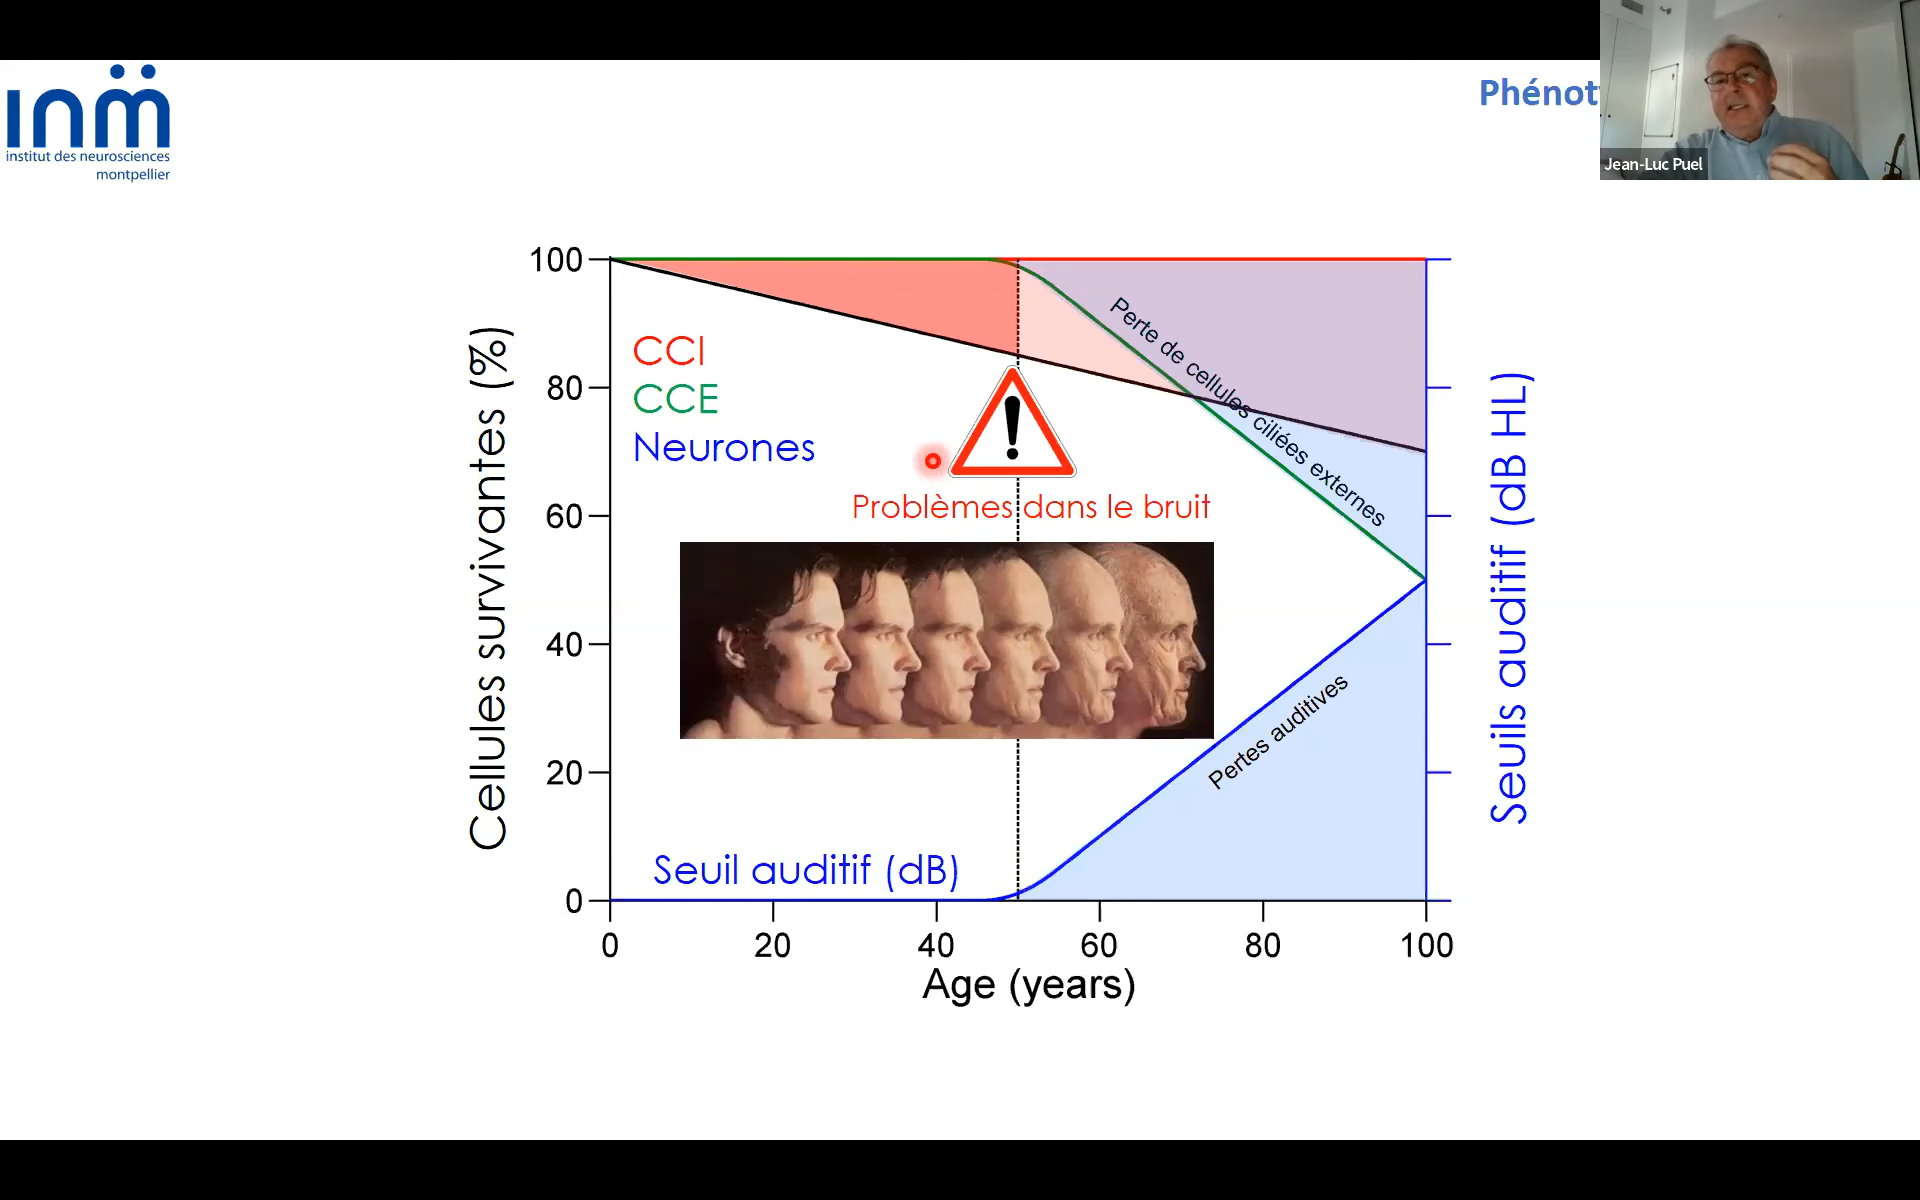 inm
institut des neurosciences
montpellier
Jean-Luc Puel
Cellules survivantes (%)
100
80
60
40
20
0
CCI
CCE
Neurones
Problèmes dans le bruit
Perte de cellules ciliées externes
Pertes auditives
Seuil auditif (dB)
Seuils auditif (dB HL)
0 20 40 60 80 100
Age (years)